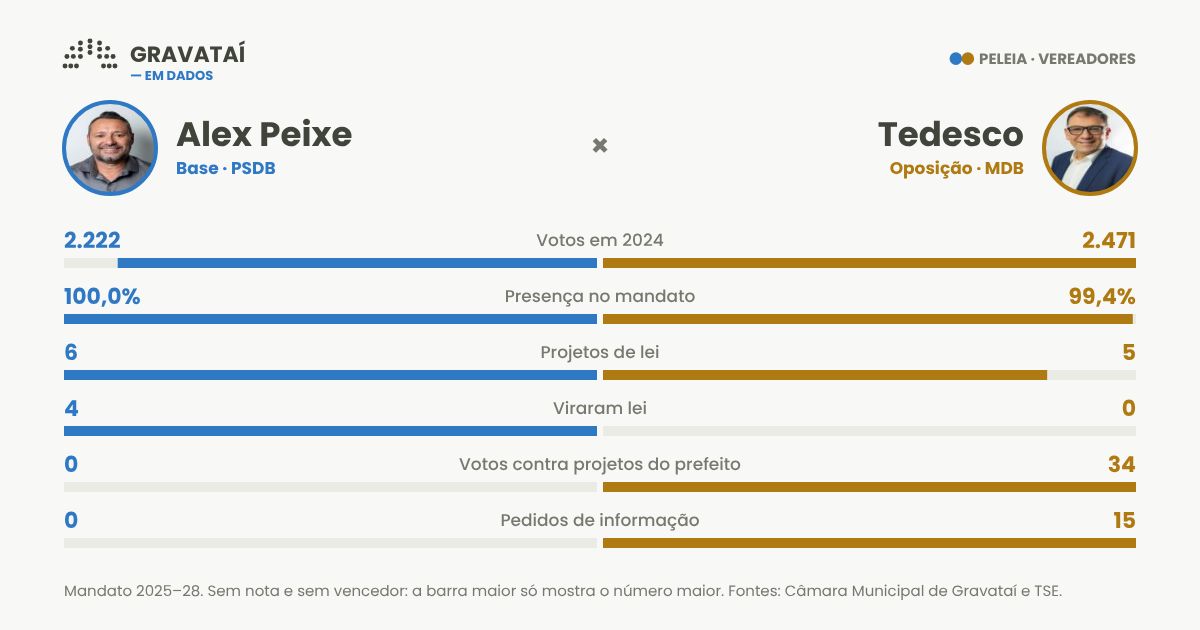 GRAVATAÍ
— EM DADOS
PELEIA · VEREADORES
Alex Peixe
Base · PSDB
×
Tedesco
Oposição · MDB
2.222 Votos em 2024 2.471
100,0% Presença no mandato 99,4%
6 Projetos de lei 5
4 Viraram lei 0
0 Votos contra projetos do prefeito 34
0 Pedidos de informação 15
Mandato 2025–28. Sem nota e sem vencedor: a barra maior só mostra o número maior. Fontes: Câmara Municipal de Gravataí e TSE.